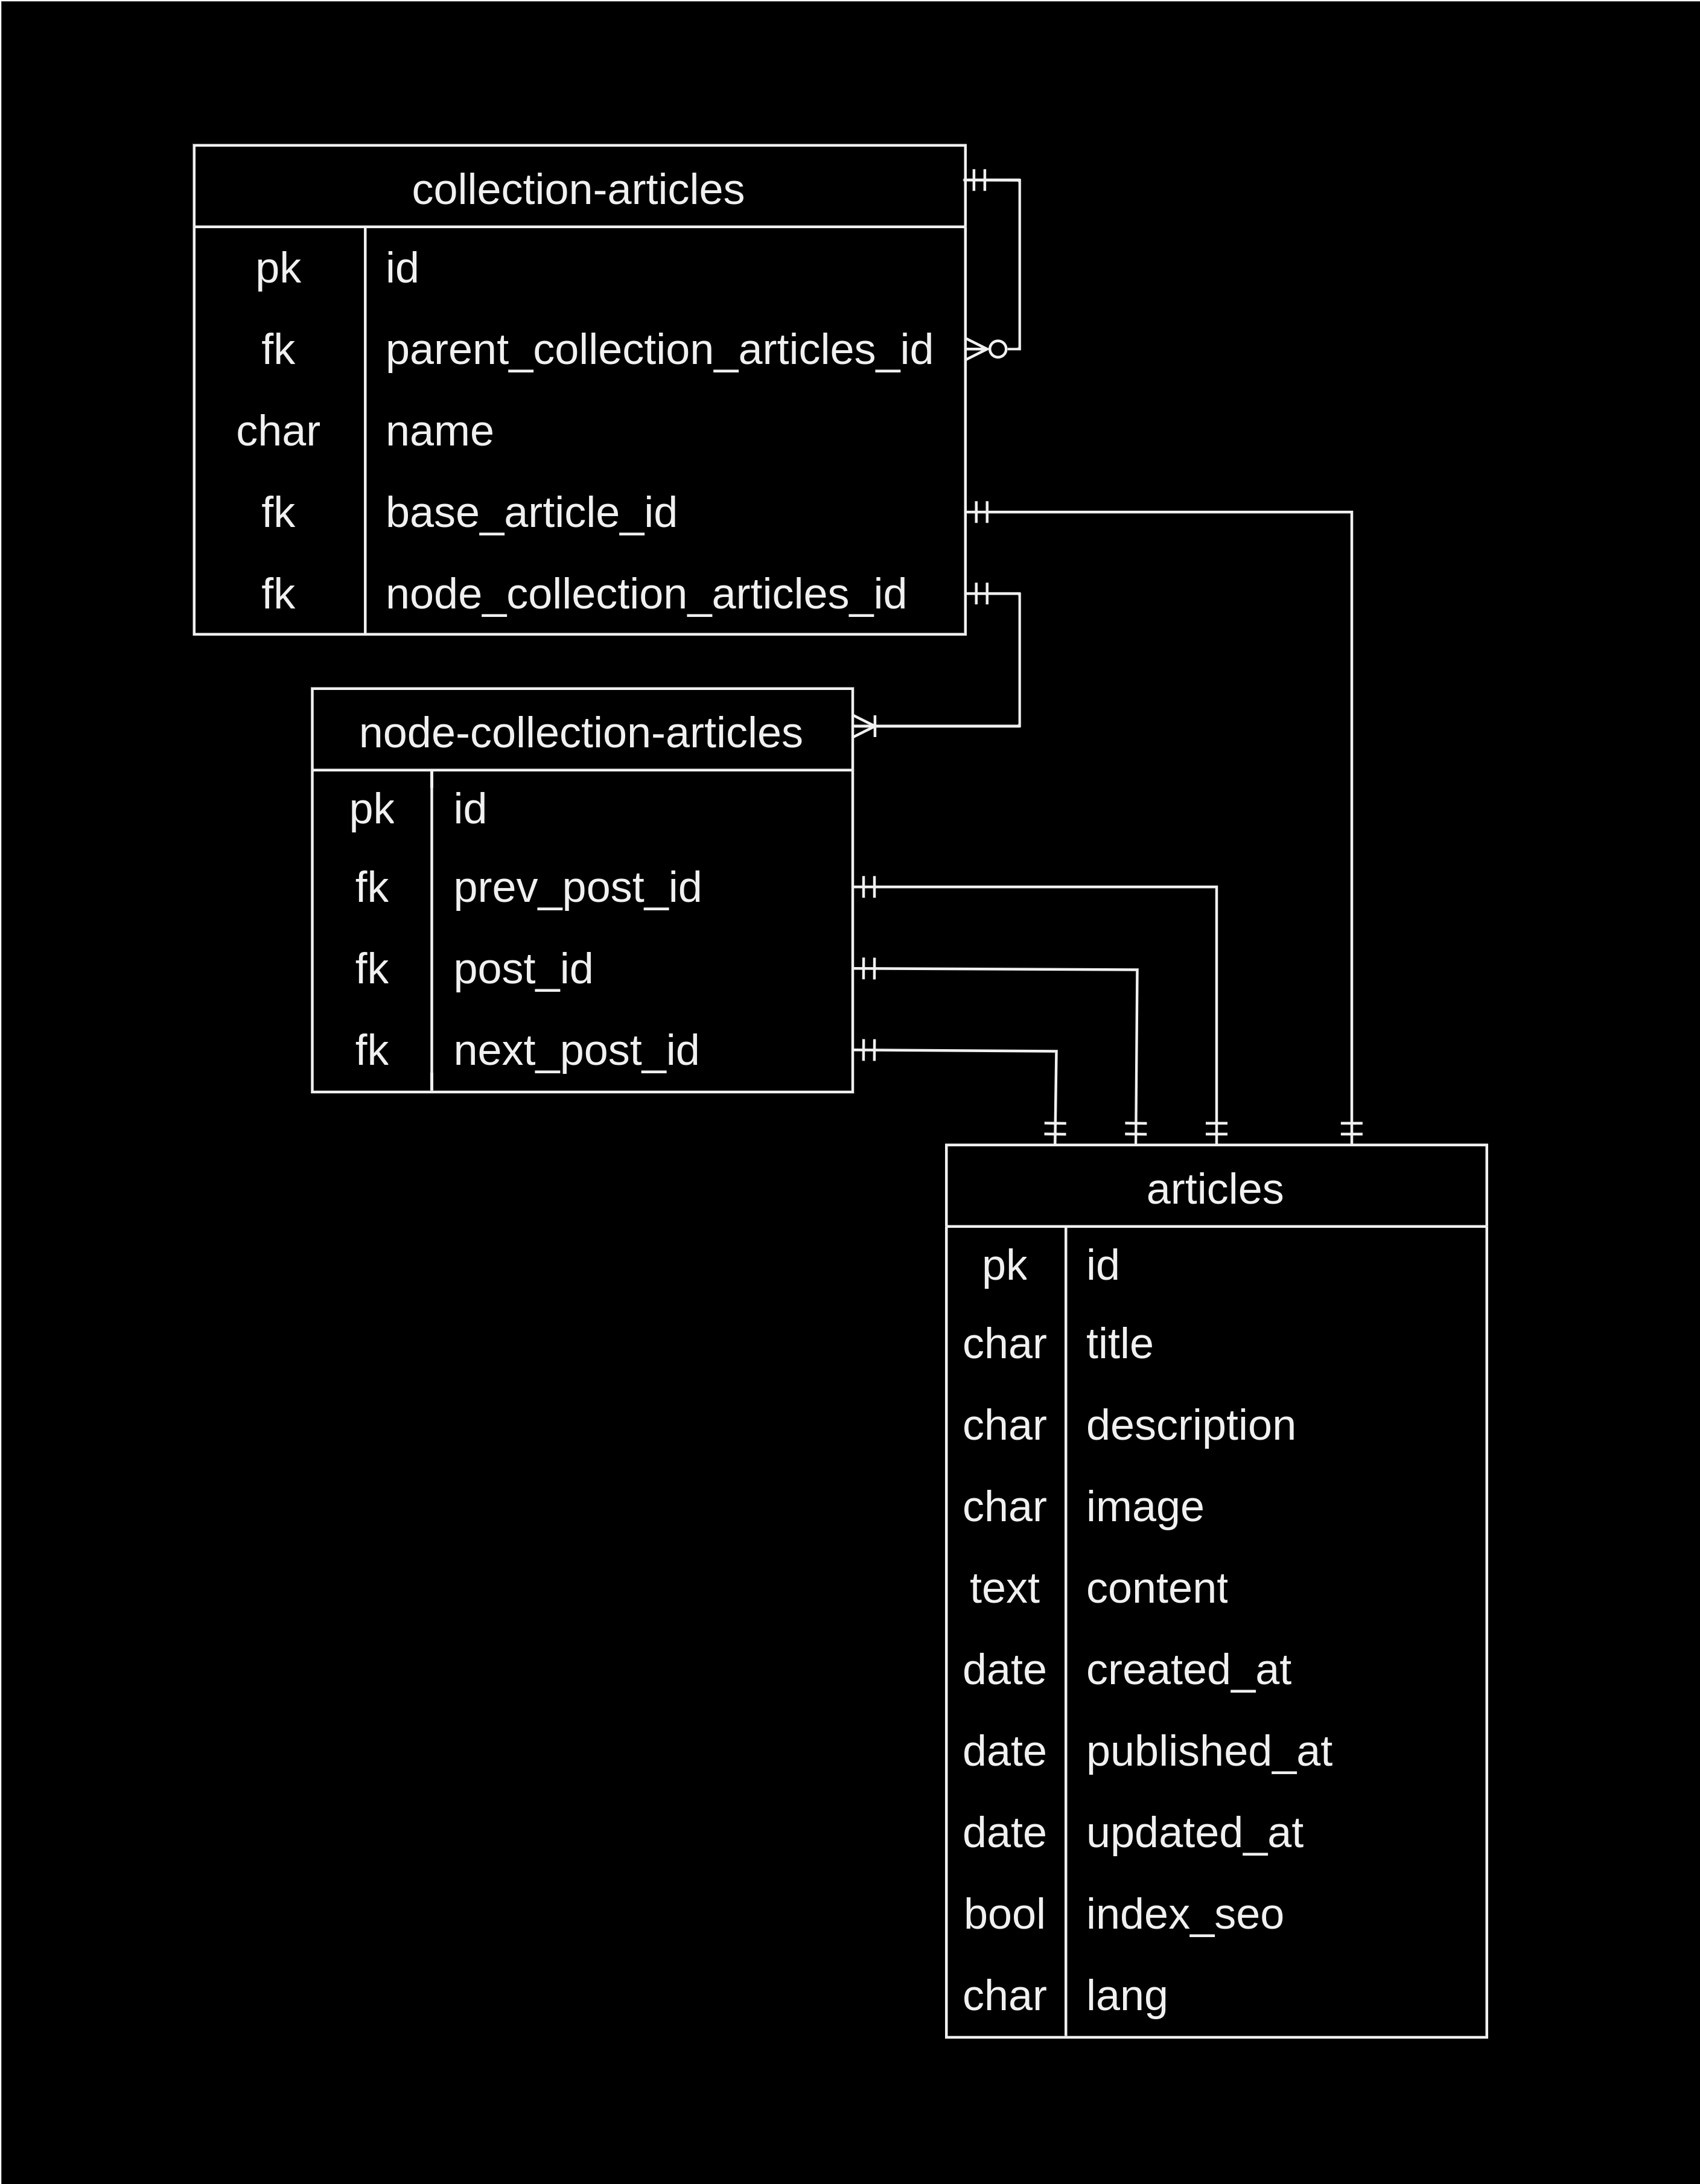 collection-articles
pk id
fk parent_collection_articles_id
char name
fk base_article_id
fk node_collection_articles_id
node-collection-articles
pk id
fk prev_post_id
fk post_id
fk next_post_id
articles
pk id
char title
char description
char image
text content
date created_at
date published_at
date updated_at
bool index_seo
char lang